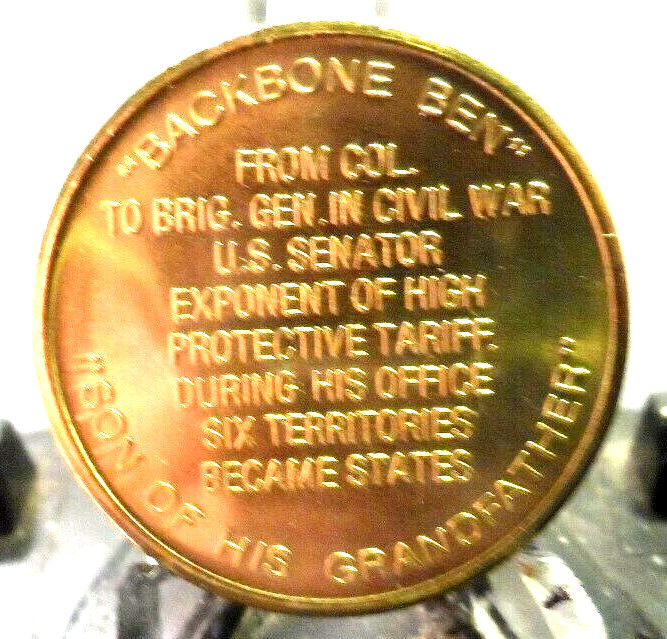 "BACKBONE BEN"
FROM COL.
TO BRIG. GEN. IN CIVIL WAR
U.S. SENATOR
EXPONENT OF HIGH
PROTECTIVE TARIFF.
DURING HIS OFFICE
SIX TERRITORIES
BECAME STATES
"SON OF HIS GRANDFATHER"